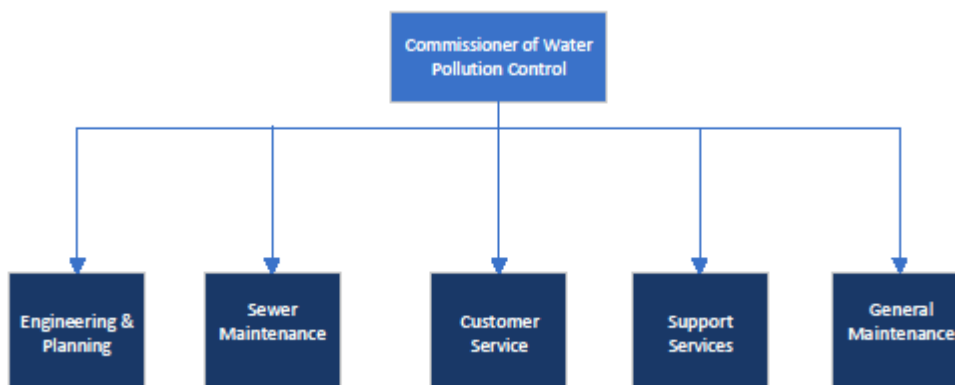 Commissioner of Water
Pollution Control
Engineering &
Planning
Sewer
Maintenance
Customer
Service
Support
Services
General
Maintenance